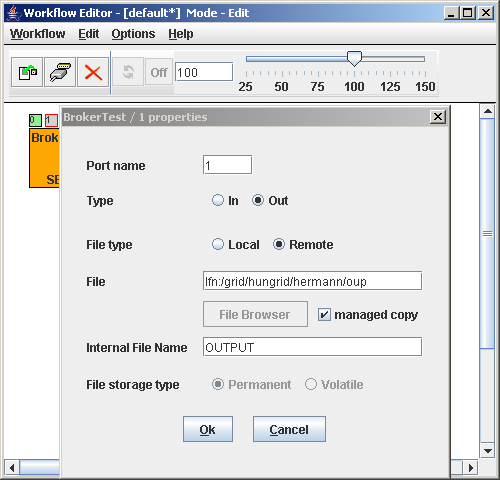 Workflow Editor - [default*] Mode - Edit
Workflow Edit Options Help
Off 100
25 50 75 100 125 150
0 1
BrokerTest / 1 properties
Brok
SE
Port name 1
Type In Out
File type Local Remote
File lfn:/grid/hungrid/hermann/oup
File Browser managed copy
Internal File Name OUTPUT
File storage type Permanent Volatile
Ok Cancel